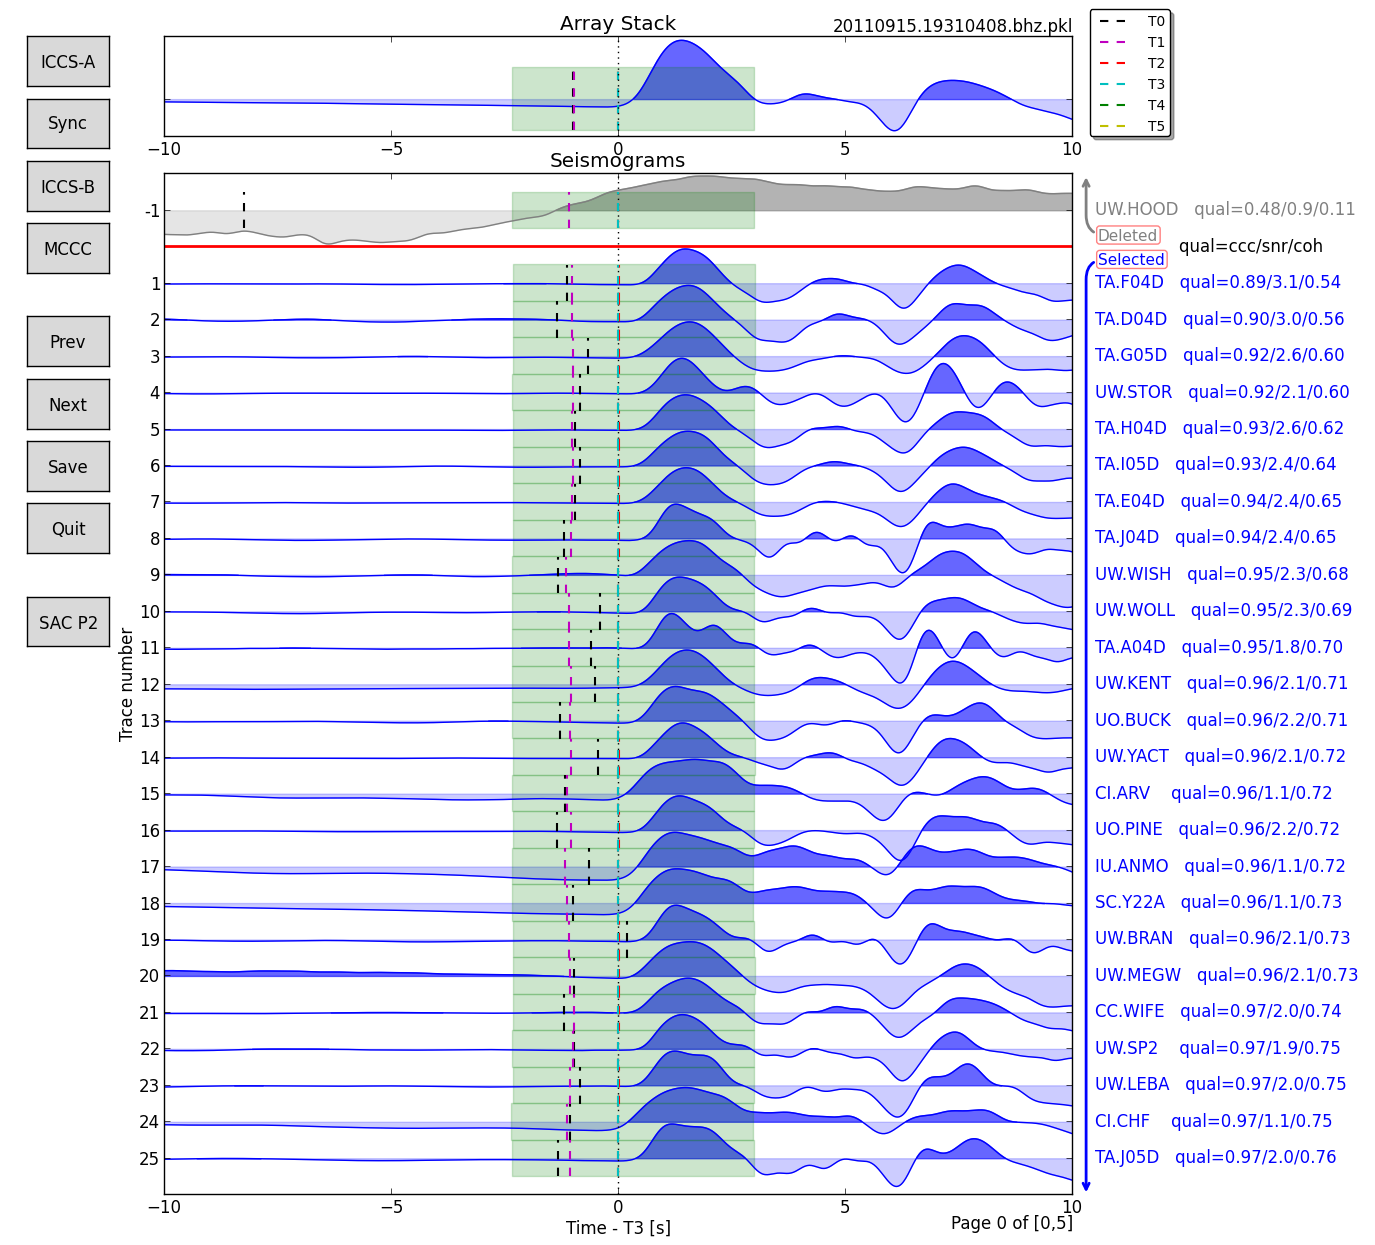 Array Stack
20110915.19310408.bhz.pkl
T0
T1
T2
T3
T4
T5
ICCS-A
Sync
ICCS-B
MCCC
Prev
Next
Save
Quit
SAC P2
−10 −5 0 5 10
Seismograms
-1 UW.HOOD qual=0.48/0.9/0.11
Deleted
qual=ccc/snr/coh
Selected
1 TA.F04D qual=0.89/3.1/0.54
2 TA.D04D qual=0.90/3.0/0.56
3 TA.G05D qual=0.92/2.6/0.60
4 UW.STOR qual=0.92/2.1/0.60
5 TA.H04D qual=0.93/2.6/0.62
6 TA.I05D qual=0.93/2.4/0.64
7 TA.E04D qual=0.94/2.4/0.65
8 TA.J04D qual=0.94/2.4/0.65
9 UW.WISH qual=0.95/2.3/0.68
10 UW.WOLL qual=0.95/2.3/0.69
11 TA.A04D qual=0.95/1.8/0.70
12 UW.KENT qual=0.96/2.1/0.71
13 UO.BUCK qual=0.96/2.2/0.71
14 UW.YACT qual=0.96/2.1/0.72
15 CI.ARV qual=0.96/1.1/0.72
16 UO.PINE qual=0.96/2.2/0.72
17 IU.ANMO qual=0.96/1.1/0.72
18 SC.Y22A qual=0.96/1.1/0.73
19 UW.BRAN qual=0.96/2.1/0.73
20 UW.MEGW qual=0.96/2.1/0.73
21 CC.WIFE qual=0.97/2.0/0.74
22 UW.SP2 qual=0.97/1.9/0.75
23 UW.LEBA qual=0.97/2.0/0.75
24 CI.CHF qual=0.97/1.1/0.75
25 TA.J05D qual=0.97/2.0/0.76
Trace number
−10 −5 0 5 10
Time - T3 [s]
Page 0 of [0,5]